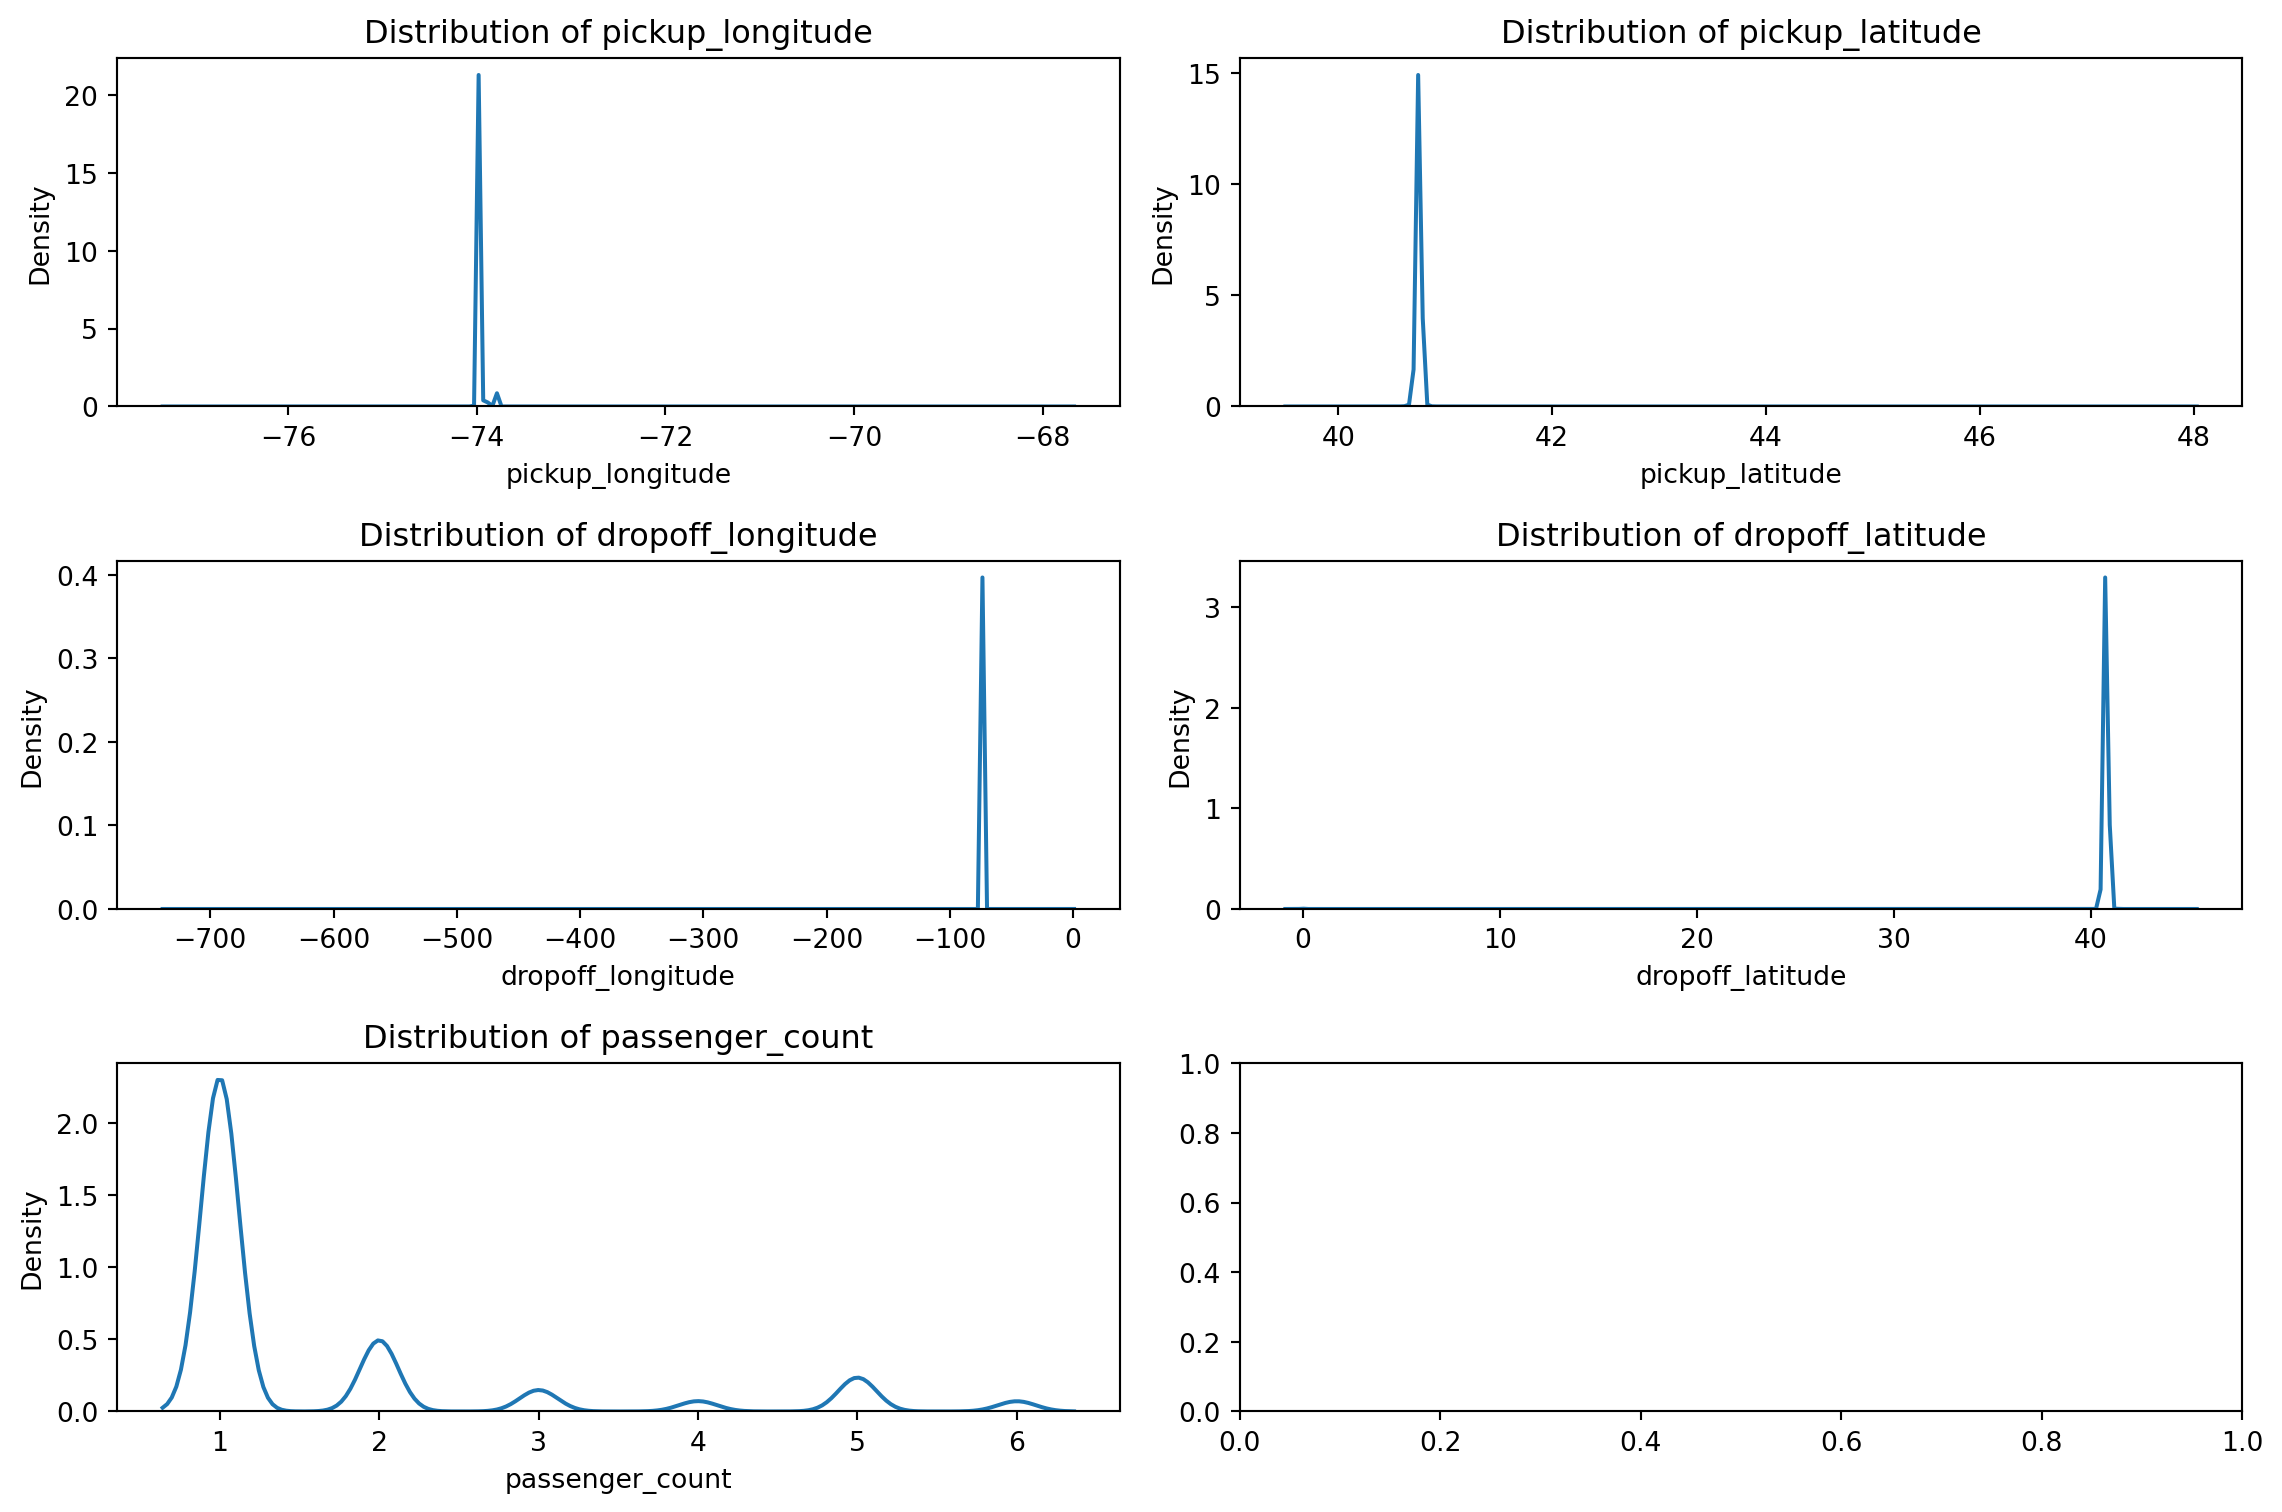 Distribution of pickup_longitude
20
15
10
5
0
Density
−76 −74 −72 −70 −68
pickup_longitude
Distribution of pickup_latitude
15
10
5
0
Density
40 42 44 46 48
pickup_latitude
Distribution of dropoff_longitude
0.4
0.3
0.2
0.1
0.0
Density
−700 −600 −500 −400 −300 −200 −100 0
dropoff_longitude
Distribution of dropoff_latitude
3
2
1
0
Density
0 10 20 30 40
dropoff_latitude
Distribution of passenger_count
2.0
1.5
1.0
0.5
0.0
Density
1 2 3 4 5 6
passenger_count
1.0
0.8
0.6
0.4
0.2
0.0
0.0 0.2 0.4 0.6 0.8 1.0